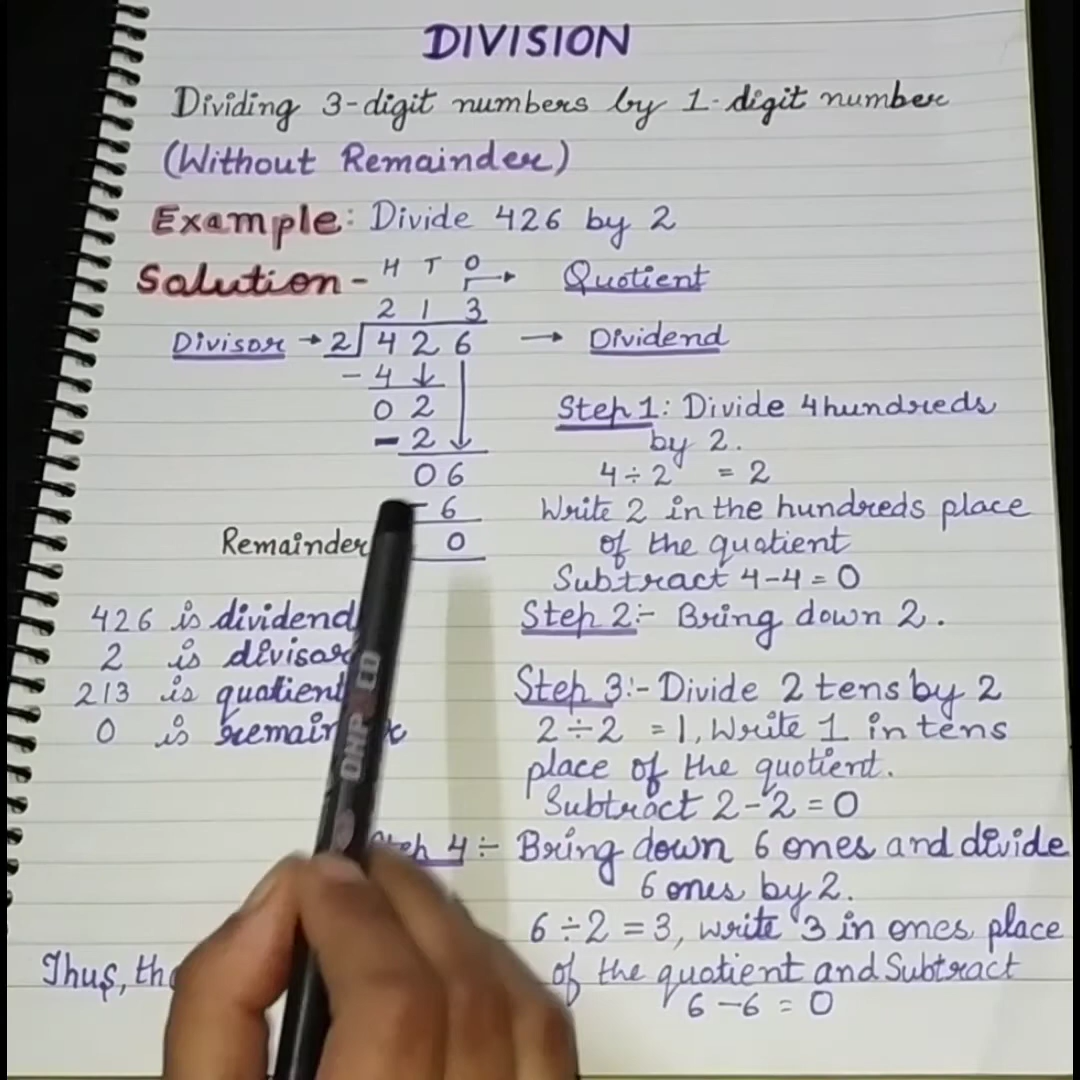 DIVISION
Dividing 3-digit numbers by 1-digit number
(Without Remainder)
Example: Divide 426 by 2
Solution - H T O → Quotient
2 1 3
Divisor → 2 4 2 6 → Dividend
- 4 ↓
0 2
- 2 ↓
0 6
- 6
Remainder 0
426 is dividend
2 is divisor
213 is quotient
0 is
Step 1: Divide 4 hundreds
by 2.
4 ÷ 2 = 2
Write 2 in the hundreds place
of the quotient
Subtract 4-4 = 0
Step 2:- Bring down 2.
Step 3:- Divide 2 tens by 2
2 ÷ 2 = 1, Write 1 in tens
place of the quotient.
Subtract 2-2 = 0
Step 4 :- Bring down 6 ones and divide
6 ones by 2.
6 ÷ 2 = 3, write 3 in ones place
of the quotient and Subtract
6 - 6 = 0
Thus,
DHP